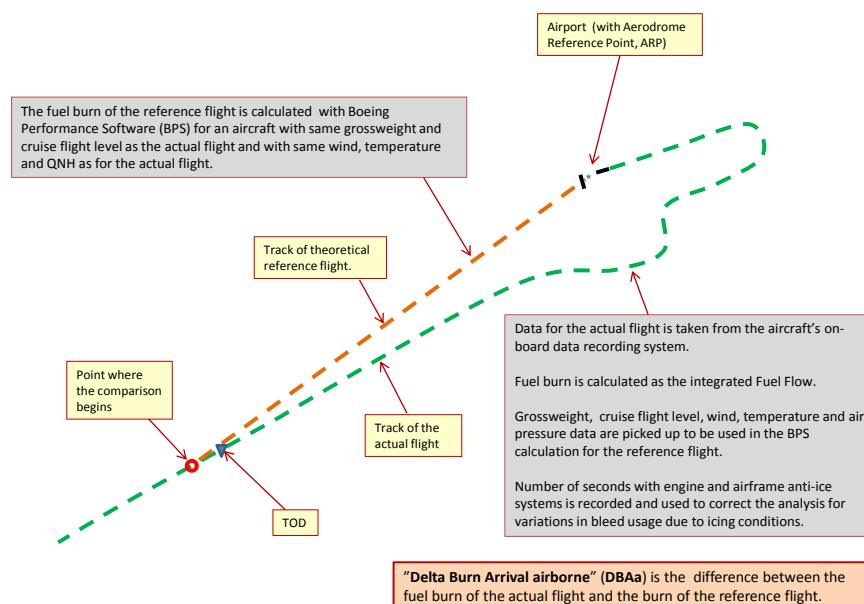 Airport (with Aerodrome
Reference Point, ARP)
The fuel burn of the reference flight is calculated with Boeing
Performance Software (BPS) for an aircraft with same grossweight and
cruise flight level as the actual flight and with same wind, temperature
and QNH as for the actual flight.
Track of theoretical
reference flight.
Data for the actual flight is taken from the aircraft's on-
board data recording system.
Fuel burn is calculated as the integrated Fuel Flow.
Grossweight, cruise flight level, wind, temperature and air
pressure data are picked up to be used in the BPS
calculation for the reference flight.
Number of seconds with engine and airframe anti-ice
systems is recorded and used to correct the analysis for
variations in bleed usage due to icing conditions.
Point where
the comparison
begins
Track of the
actual flight
TOD
"Delta Burn Arrival airborne" (DBAa) is the difference between the
fuel burn of the actual flight and the burn of the reference flight.